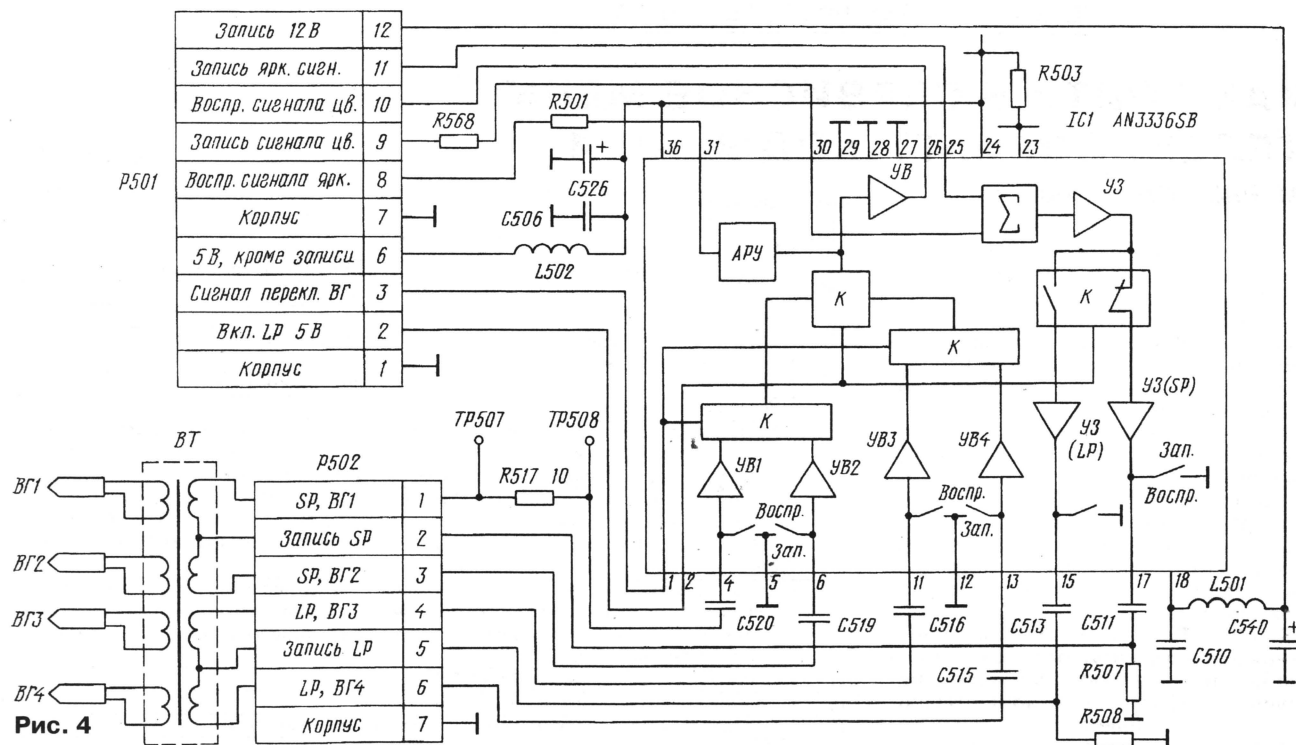 Запись 12 В 12
Запись ярк. сигн. 11
Воспр. сигнала цв. 10
Запись сигнала цв. 9
Р501 Воспр. сигнала ярк. 8
Корпус 7
5 В, кроме записи 6
Сигнал перекл. ВГ 3
Вкл. LP 5 В 2
Корпус 1
R568
R501
C526 +
C506
L502
R503
IC1 AN3336SB
36 31 30 29 28 27 26 25 24 23
УВ
Σ
УЗ
АРУ
К
К
К
К
УВ1
УВ2
УВ3
УВ4
УЗ (LP)
УЗ(SP)
Воспр.
Зап.
Воспр.
Зап.
Зап.
Воспр.
ТР507
ТР508
R517 10
ВТ
Р502
ВГ1
ВГ2
ВГ3
ВГ4
SP, ВГ1 1
Запись SP 2
SP, ВГ2 3
LP, ВГ3 4
Запись LP 5
LP, ВГ4 6
Корпус 7
1 2 4 5 6 11 12 13 15 17 18
C520
C519
C516
C515
C513
C511
L501
C540 +
C510
R507
R508
Рис. 4